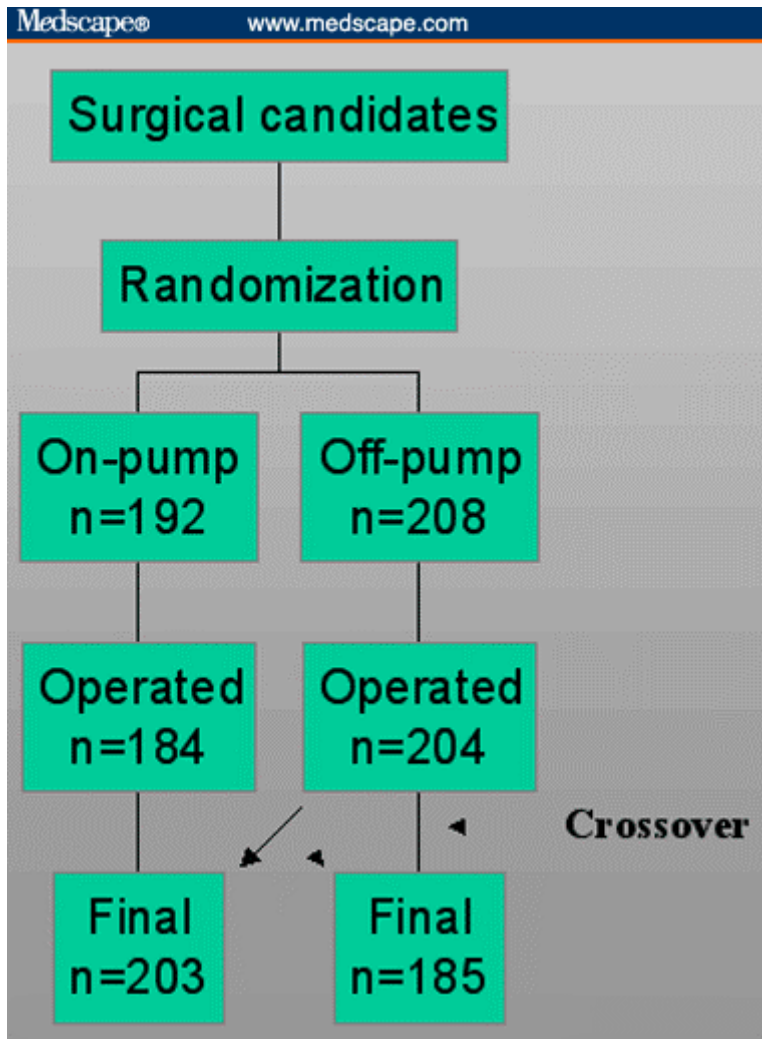 Medscape® www.medscape.com
Surgical candidates
Randomization
On-pump
n=192
Off-pump
n=208
Operated
n=184
Operated
n=204
Crossover
Final
n=203
Final
n=185